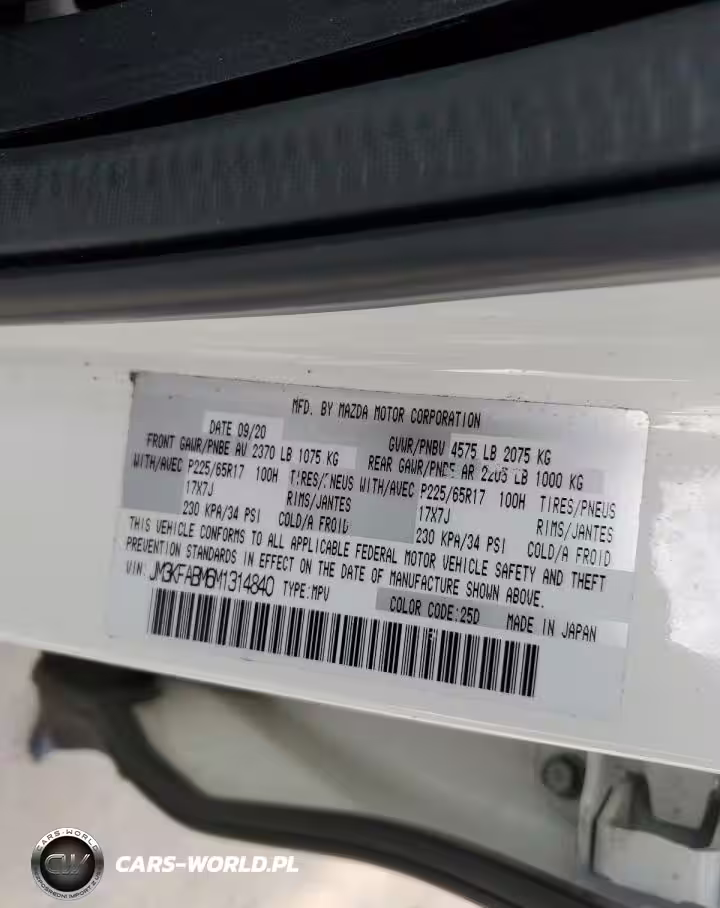 MFD. BY MAZDA MOTOR CORPORATION
DATE 09/20 GVWR/PNBV 4575 LB 2075 KG
FRONT GAWR/PNBE AV 2370 LB 1075 KG REAR GAWR/PNBE AR 2205 LB 1000 KG
WITH/AVEC P225/65R17 100H TIRES/PNEUS WITH/AVEC P225/65R17 100H TIRES/PNEUS
17X7J RIMS/JANTES 17X7J RIMS/JANTES
230 KPA/34 PSI COLD/A FROID 230 KPA/34 PSI COLD/A FROID
THIS VEHICLE CONFORMS TO ALL APPLICABLE FEDERAL MOTOR VEHICLE SAFETY AND THEFT
PREVENTION STANDARDS IN EFFECT ON THE DATE OF MANUFACTURE SHOWN ABOVE.
VIN: JM3KFABM6M1314840 TYPE:MPV COLOR CODE:25D MADE IN JAPAN
CARS-WORLD
CARS-WORLD.PL